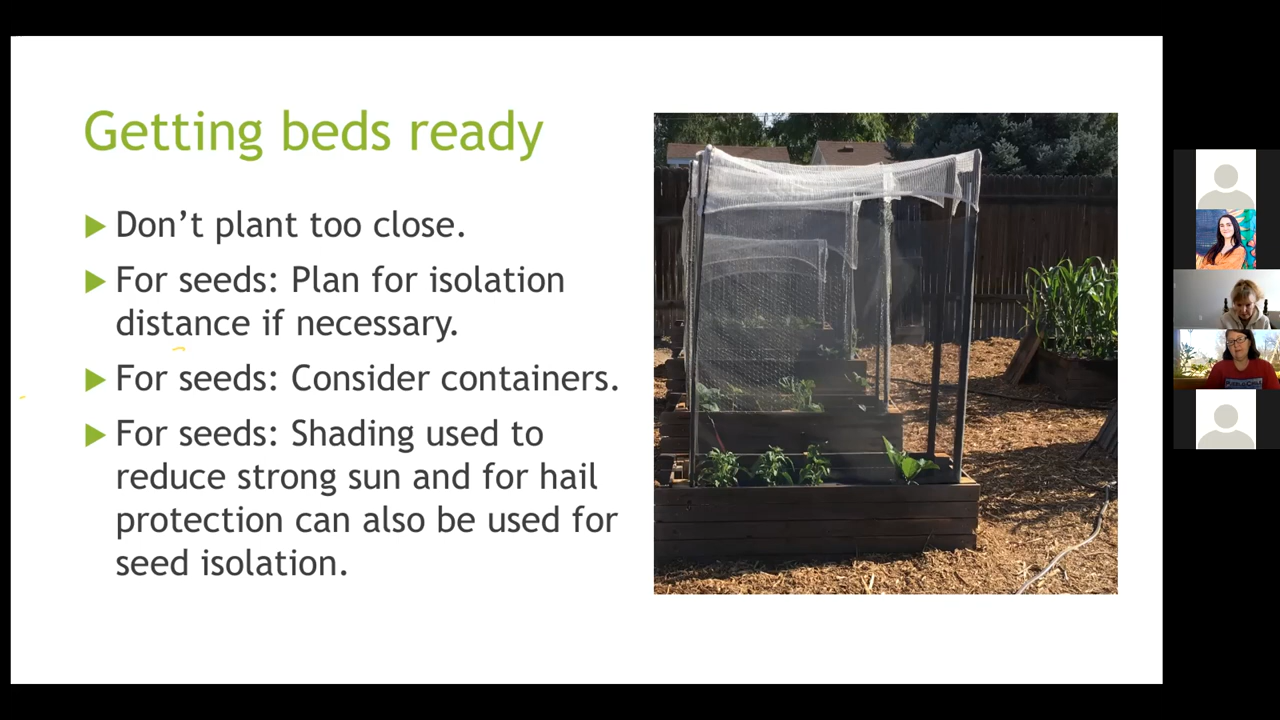 Getting beds ready
Don’t plant too close.
For seeds: Plan for isolation
distance if necessary.
For seeds: Consider containers.
For seeds: Shading used to
reduce strong sun and for hail
protection can also be used for
seed isolation.